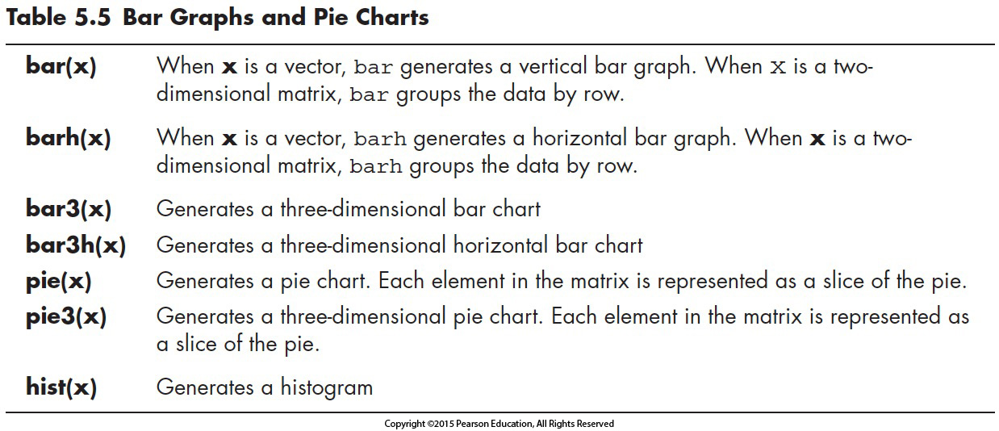 Table 5.5 Bar Graphs and Pie Charts
bar(x) When x is a vector, bar generates a vertical bar graph. When X is a two-
dimensional matrix, bar groups the data by row.
barh(x) When x is a vector, barh generates a horizontal bar graph. When x is a two-
dimensional matrix, barh groups the data by row.
bar3(x) Generates a three-dimensional bar chart
bar3h(x) Generates a three-dimensional horizontal bar chart
pie(x) Generates a pie chart. Each element in the matrix is represented as a slice of the pie.
pie3(x) Generates a three-dimensional pie chart. Each element in the matrix is represented as
a slice of the pie.
hist(x) Generates a histogram
Copyright ©2015 Pearson Education, All Rights Reserved